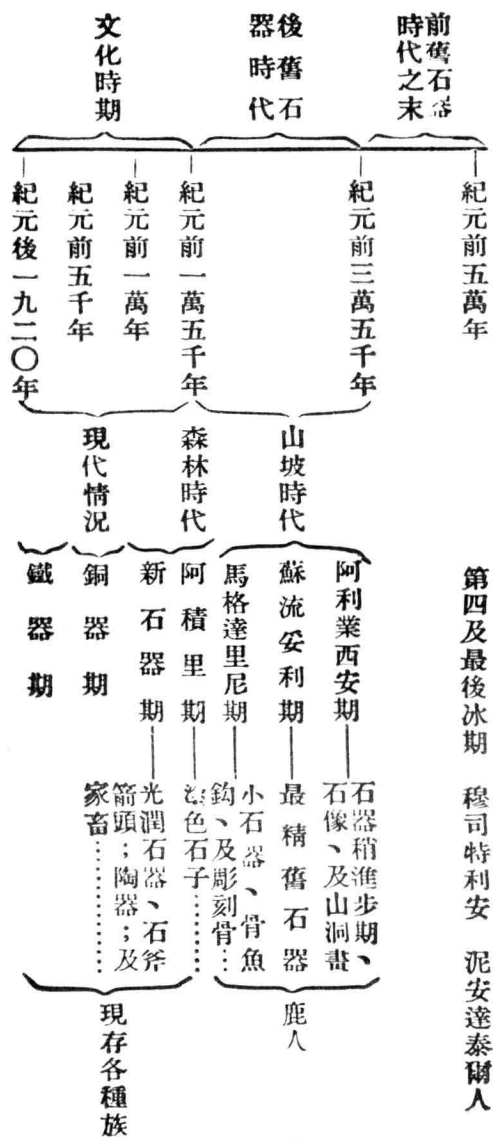 前舊石器
時代之末
後舊石
器時代
文化時期
紀元前五萬年
紀元前三萬五千年
紀元前一萬五千年
紀元前一萬年
紀元前五千年
紀元後一九二〇年
山坡時代
森林時代
現代情況
第四及最後冰期 穆司特利安 泥安達泰爾人
阿利業西安期
蘇流妥利期
馬格達里尼期
阿積里期
新石器期
銅器期
鐵器期
石器稍進步期、
石像、及山洞畫
最精舊石器
小石器、骨魚
鈎、及彫刻骨…
色石子………
光潤石器、石斧
箭頭；陶器；及
家畜…………
鹿人
現存各種族